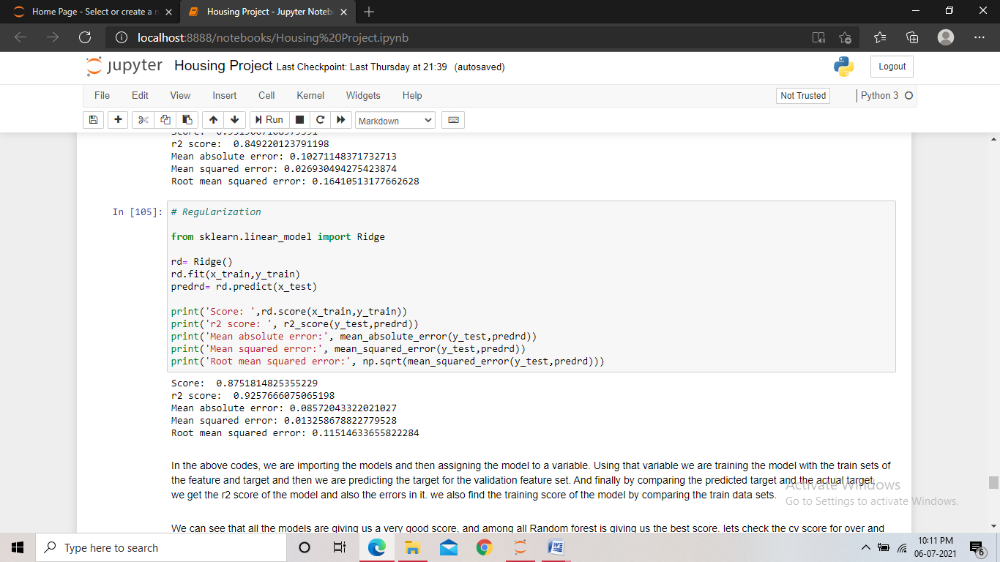 Home Page - Select or create a n
Housing Project - Jupyter Noteb
localhost:8888/notebooks/Housing%20Project.ipynb
jupyter Housing Project Last Checkpoint: Last Thursday at 21:39 (autosaved)
Logout
File Edit View Insert Cell Kernel Widgets Help
Not Trusted
Python 3
Run
Markdown
r2 score:  0.849220123791198
Mean absolute error: 0.10271148371732713
Mean squared error: 0.026930494275423874
Root mean squared error: 0.16410513177662628
In [105]: # Regularization
from sklearn.linear_model import Ridge
rd= Ridge()
rd.fit(x_train,y_train)
predrd= rd.predict(x_test)
print('Score: ',rd.score(x_train,y_train))
print('r2 score: ', r2_score(y_test,predrd))
print('Mean absolute error:', mean_absolute_error(y_test,predrd))
print('Mean squared error:', mean_squared_error(y_test,predrd))
print('Root mean squared error:', np.sqrt(mean_squared_error(y_test,predrd)))
Score:  0.8751814825355229
r2 score:  0.9257666075065198
Mean absolute error: 0.08572043322021027
Mean squared error: 0.013258678822779528
Root mean squared error: 0.11514633655822284
In the above codes, we are importing the models and then assigning the model to a variable. Using that variable we are training the model with the train sets of
the feature and target and then we are predicting the target for the validation feature set. And finally by comparing the predicted target and the actual target,
we get the r2 score of the model and also the errors in it. we also find the training score of the model by comparing the train data sets.
Activate Windows
Go to Settings to activate Windows.
We can see that all the models are giving us a very good score, and among all Random forest is giving us the best score. lets check the cv score for over and
Type here to search
10:11 PM
06-07-2021
6